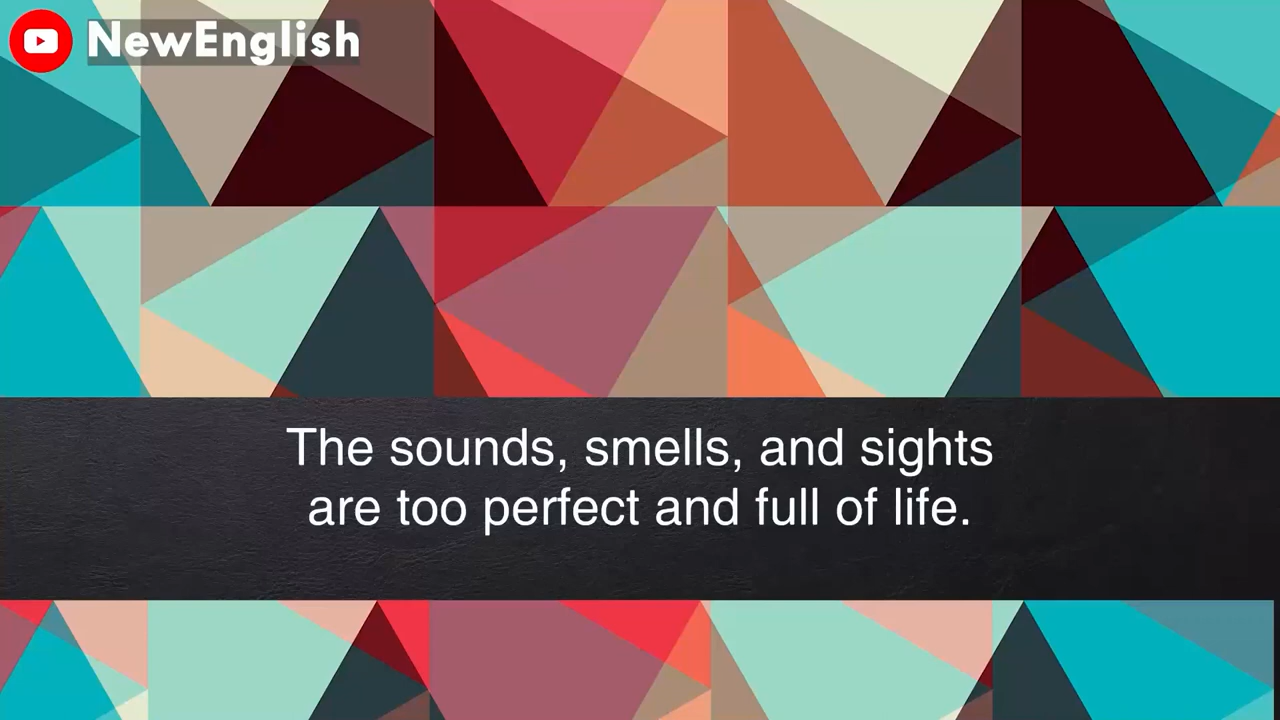 NewEnglish
The sounds, smells, and sights
are too perfect and full of life.